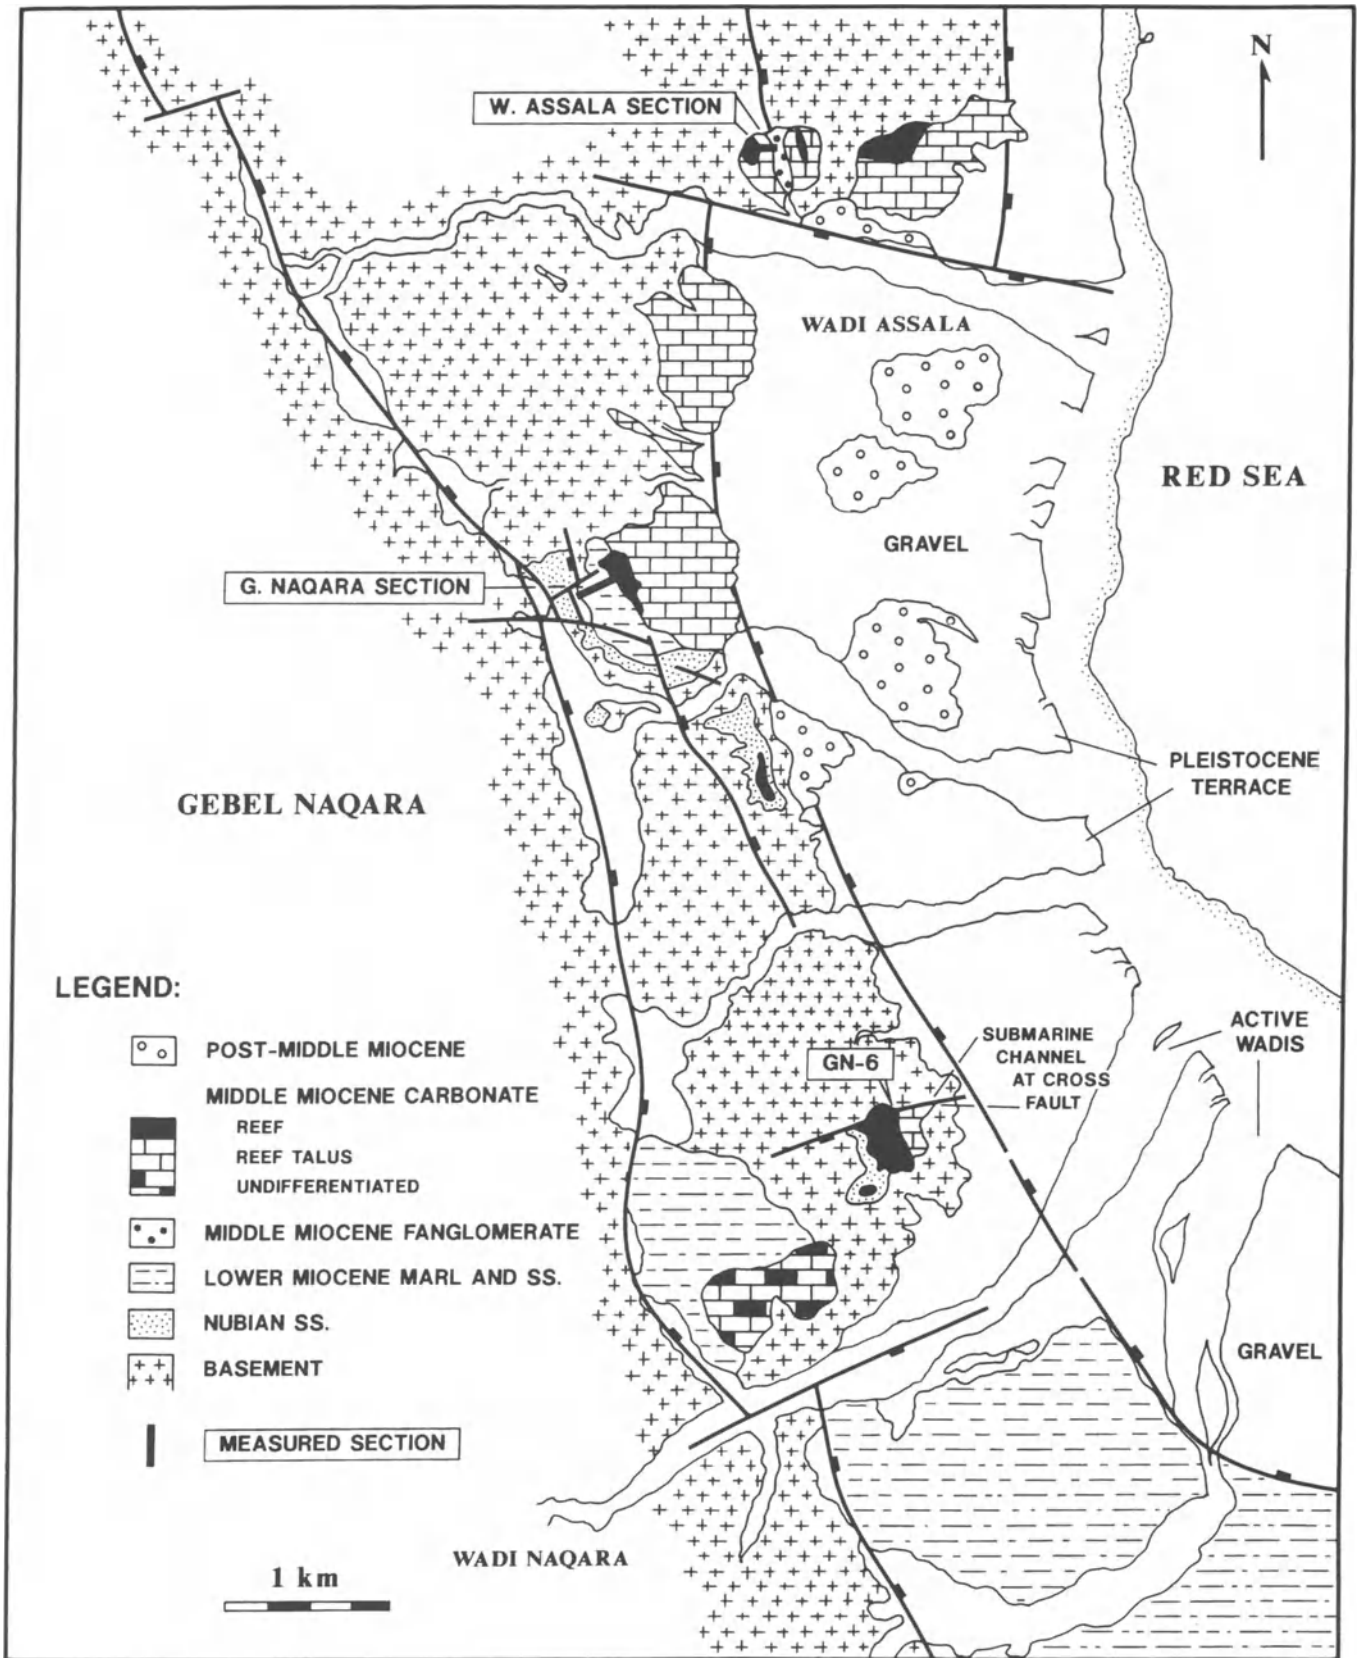 N
W. ASSALA SECTION
WADI ASSALA
RED SEA
GRAVEL
G. NAQARA SECTION
PLEISTOCENE
TERRACE
GEBEL NAQARA
LEGEND:
POST-MIDDLE MIOCENE
MIDDLE MIOCENE CARBONATE
REEF
REEF TALUS
UNDIFFERENTIATED
MIDDLE MIOCENE FANGLOMERATE
LOWER MIOCENE MARL AND SS.
NUBIAN SS.
BASEMENT
MEASURED SECTION
GN-6
SUBMARINE
CHANNEL
AT CROSS
FAULT
ACTIVE
WADIS
GRAVEL
WADI NAQARA
1 km